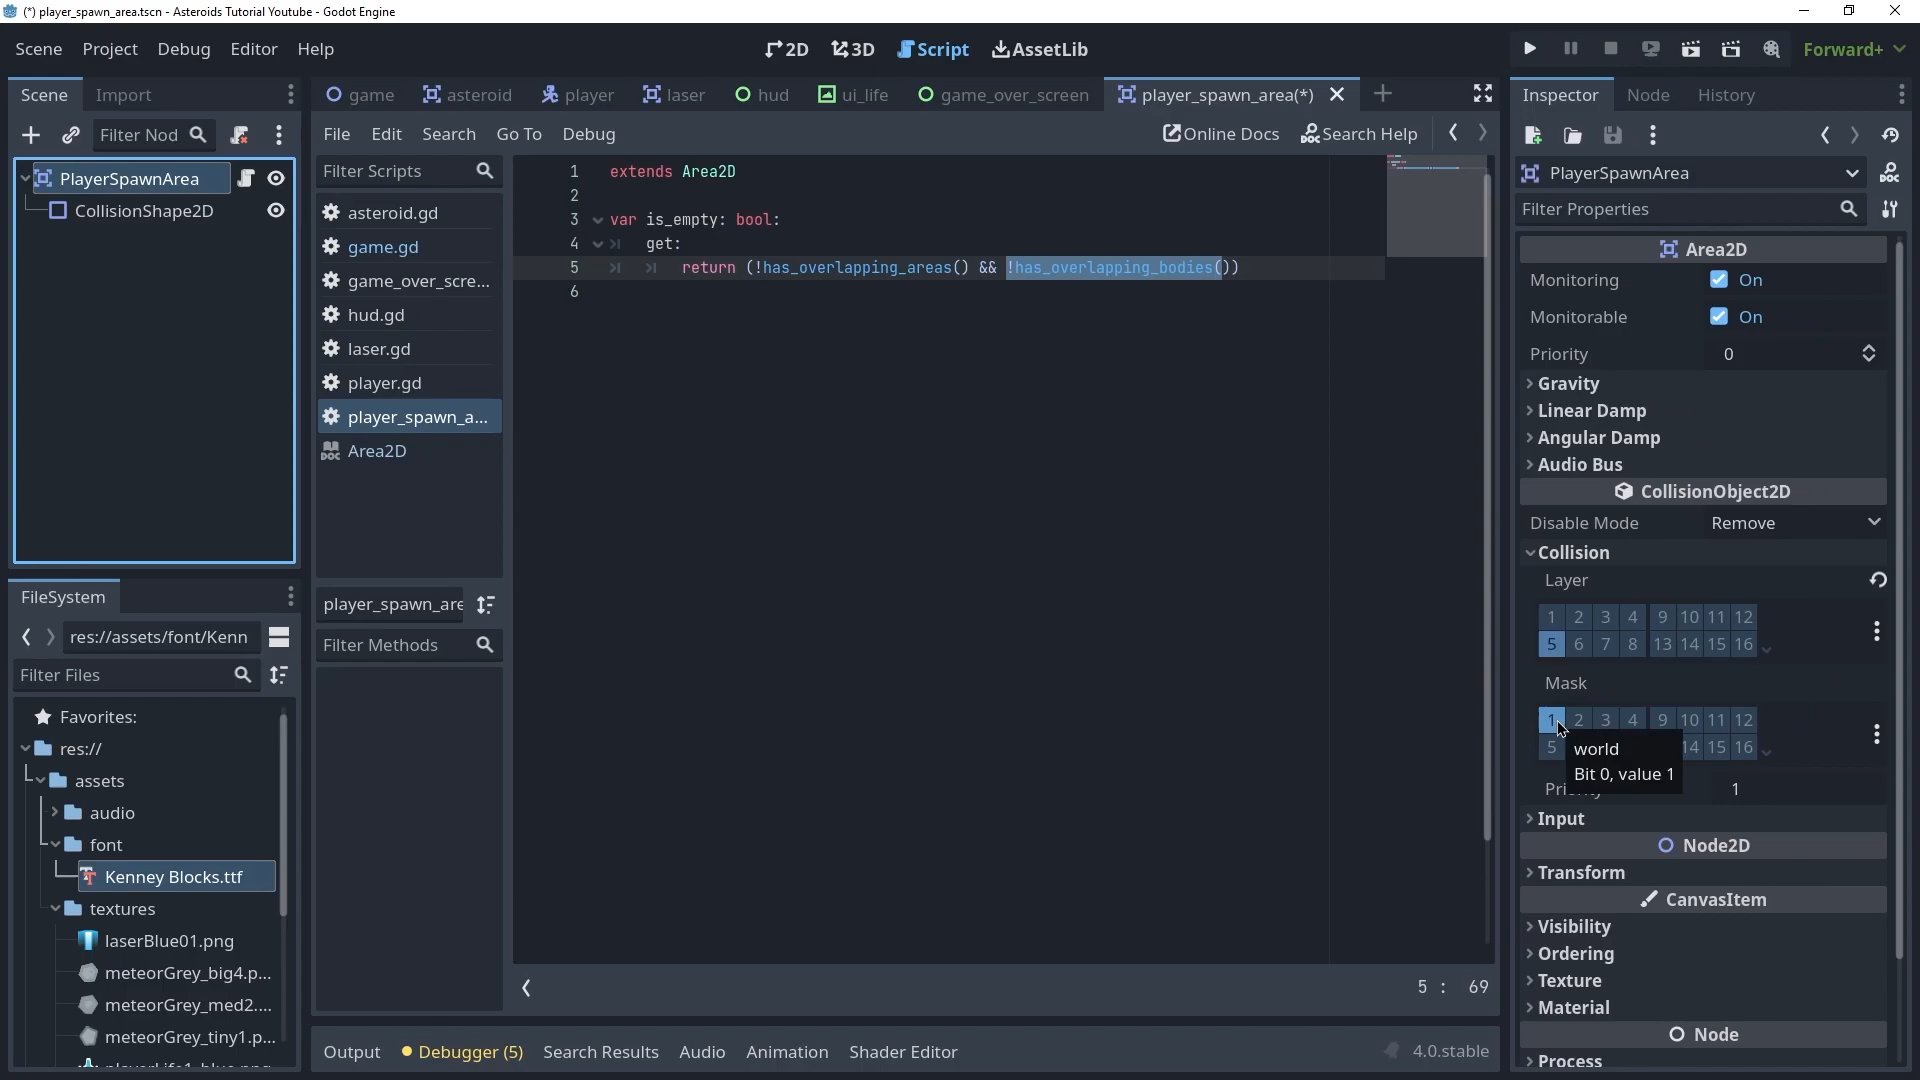 (*) player_spawn_area.tscn - Asteroids Tutorial Youtube - Godot Engine
Scene Project Debug Editor Help
2D 3D Script AssetLib
Forward+
Scene Import
Filter Nod
PlayerSpawnArea
CollisionShape2D
FileSystem
res://assets/font/Kenn
Filter Files
Favorites:
res://
assets
audio
font
Kenney Blocks.ttf
textures
laserBlue01.png
meteorGrey_big4.p...
meteorGrey_med2....
meteorGrey_tiny1.p...
game asteroid player laser hud ui_life game_over_screen player_spawn_area(*)
File Edit Search Go To Debug
Online Docs Search Help
Filter Scripts
asteroid.gd
game.gd
game_over_scre...
hud.gd
laser.gd
player.gd
player_spawn_a...
Area2D
player_spawn_are
Filter Methods
1 extends Area2D
2
3 var is_empty: bool:
4 get:
5 return (!has_overlapping_areas() && !has_overlapping_bodies())
6
5 : 69
Output Debugger (5) Search Results Audio Animation Shader Editor
4.0.stable
Inspector Node History
PlayerSpawnArea
Filter Properties
Area2D
Monitoring On
Monitorable On
Priority 0
Gravity
Linear Damp
Angular Damp
Audio Bus
CollisionObject2D
Disable Mode Remove
Collision
Layer
1 2 3 4 9 10 11 12
5 6 7 8 13 14 15 16
Mask
1 2 3 4 9 10 11 12
5 14 15 16
world
Bit 0, value 1
1
Input
Node2D
Transform
CanvasItem
Visibility
Ordering
Texture
Material
Node
Process